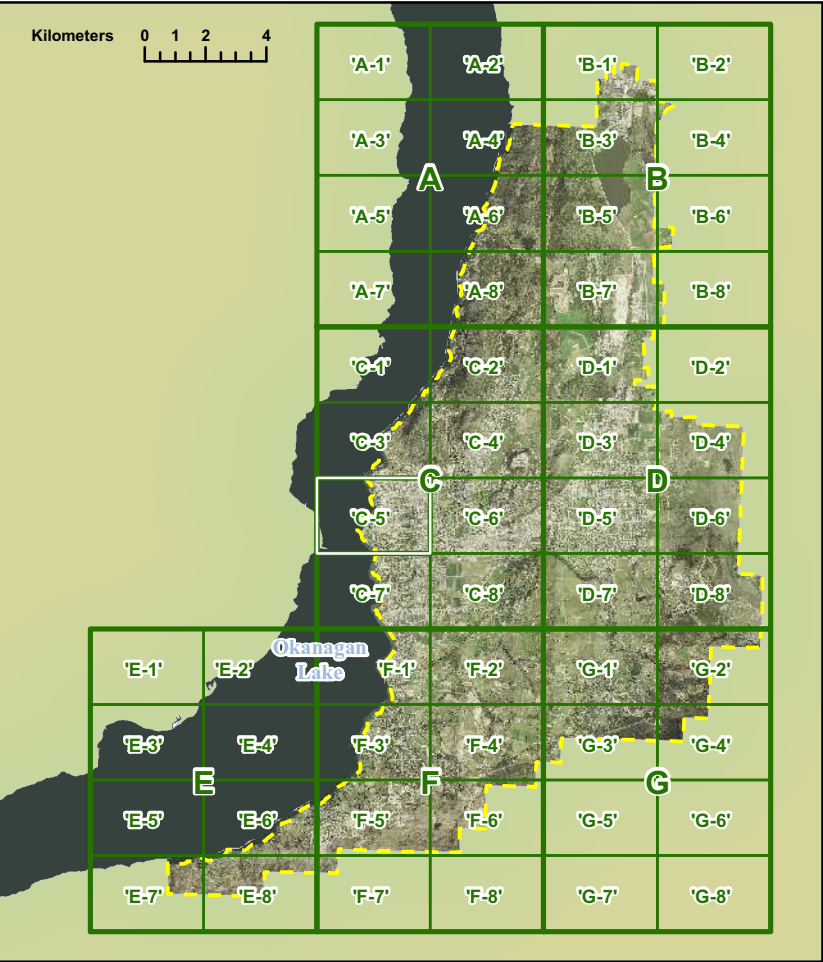 Kilometers 0 1 2 4
'A-1' 'A-2' 'B-1' 'B-2'
'A-3' 'A-4' 'B-3' 'B-4'
A B
'A-5' 'A-6' 'B-5' 'B-6'
'A-7' 'A-8' 'B-7' 'B-8'
'C-1' 'C-2' 'D-1' 'D-2'
'C-3' 'C-4' 'D-3' 'D-4'
C D
'C-5' 'C-6' 'D-5' 'D-6'
'C-7' 'C-8' 'D-7' 'D-8'
Okanagan
Lake
'E-1' 'E-2' 'F-1' 'F-2' 'G-1' 'G-2'
'E-3' 'E-4' 'F-3' 'F-4' 'G-3' 'G-4'
E F G
'E-5' 'E-6' 'F-5' 'F-6' 'G-5' 'G-6'
'E-7' 'E-8' 'F-7' 'F-8' 'G-7' 'G-8'